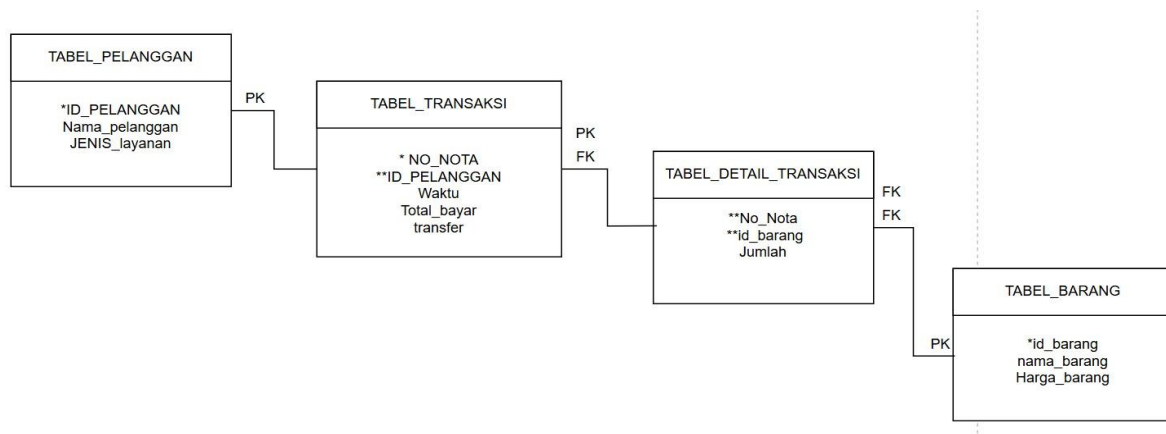 TABEL_PELANGGAN
*ID_PELANGGAN
Nama_pelanggan
JENIS_layanan
PK
TABEL_TRANSAKSI
* NO_NOTA
**ID_PELANGGAN
Waktu
Total_bayar
transfer
PK
FK
TABEL_DETAIL_TRANSAKSI
**No_Nota
**id_barang
Jumlah
FK
FK
PK
TABEL_BARANG
*id_barang
nama_barang
Harga_barang